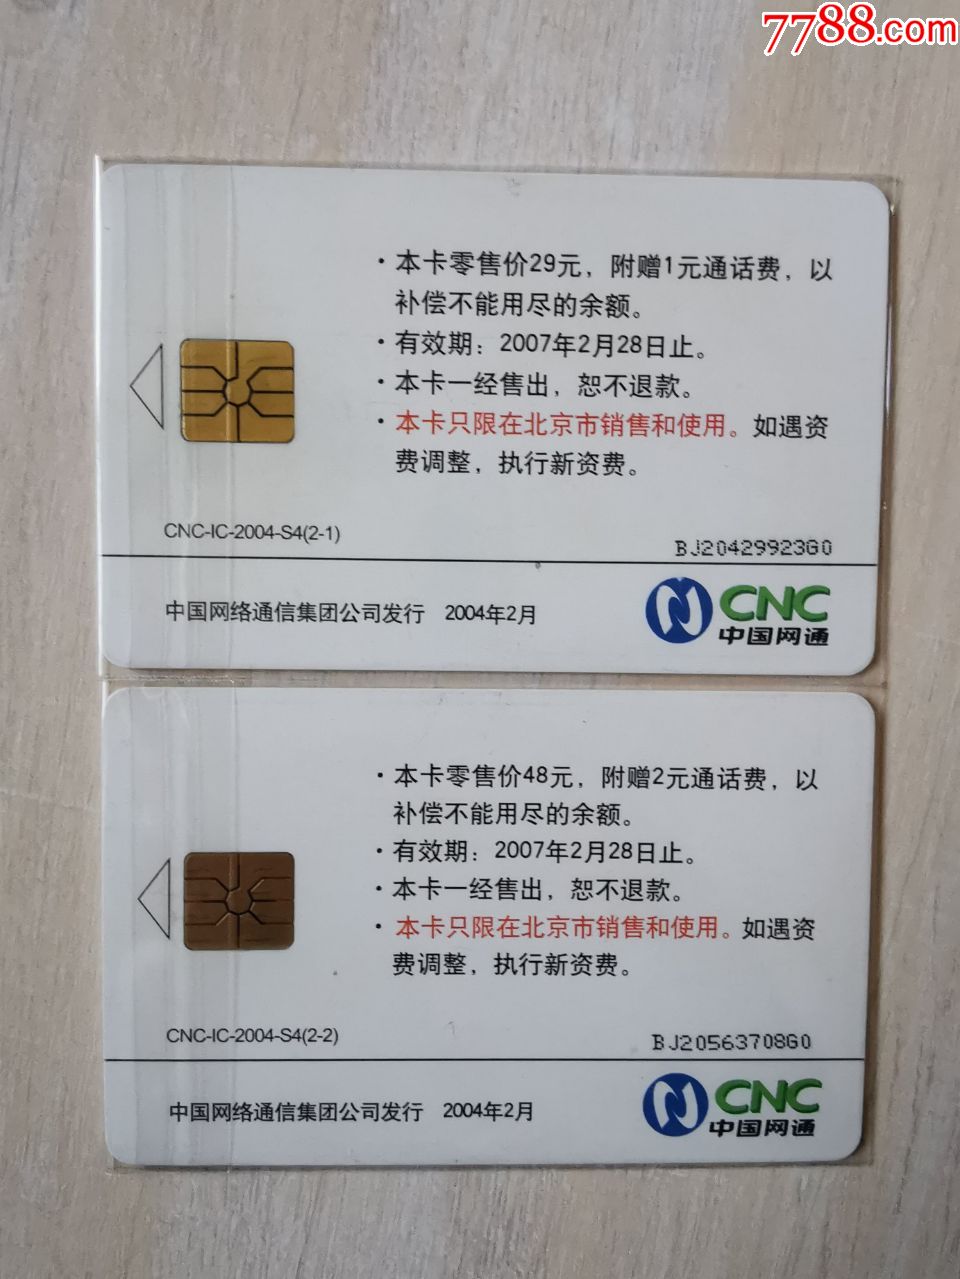 7788.com
·本卡零售价29元，附赠1元通话费，以
补偿不能用尽的余额。
·有效期：2007年2月28日止。
·本卡一经售出，恕不退款。
·本卡只限在北京市销售和使用。如遇资
费调整，执行新资费。
CNC-IC-2004-S4(2-1)
BJ20429923G0
中国网络通信集团公司发行 2004年2月
CNC
中国网通
·本卡零售价48元，附赠2元通话费，以
补偿不能用尽的余额。
·有效期：2007年2月28日止。
·本卡一经售出，恕不退款。
·本卡只限在北京市销售和使用。如遇资
费调整，执行新资费。
CNC-IC-2004-S4(2-2)
BJ20563708G0
中国网络通信集团公司发行 2004年2月
CNC
中国网通